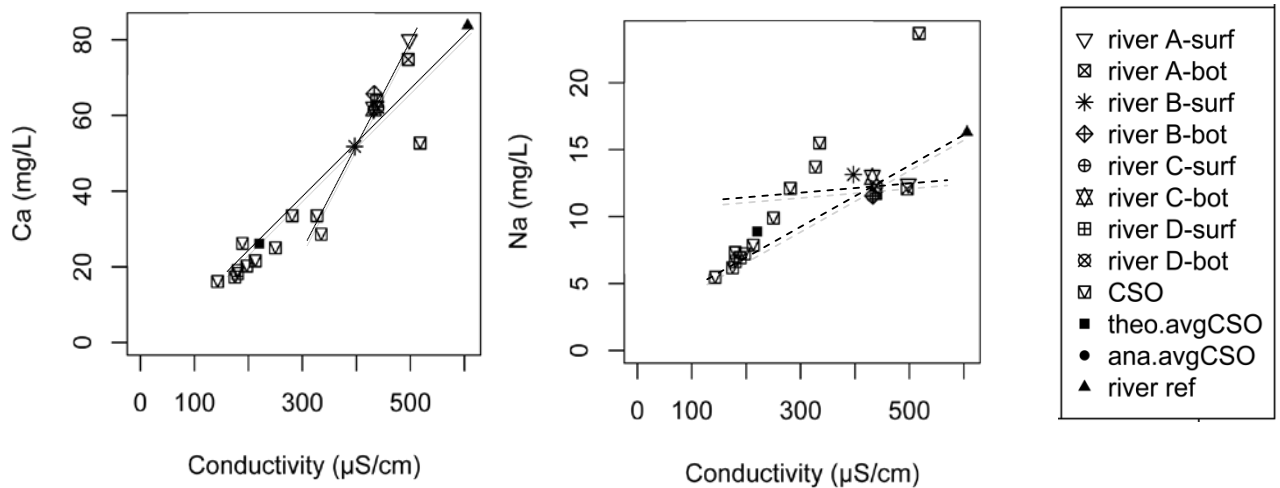 Ca (mg/L)
80
60
40
20
0
0 100 300 500
Conductivity (µS/cm)
Na (mg/L)
20
15
10
5
0
0 100 300 500
Conductivity (µS/cm)
river A-surf
river A-bot
river B-surf
river B-bot
river C-surf
river C-bot
river D-surf
river D-bot
CSO
theo.avgCSO
ana.avgCSO
river ref